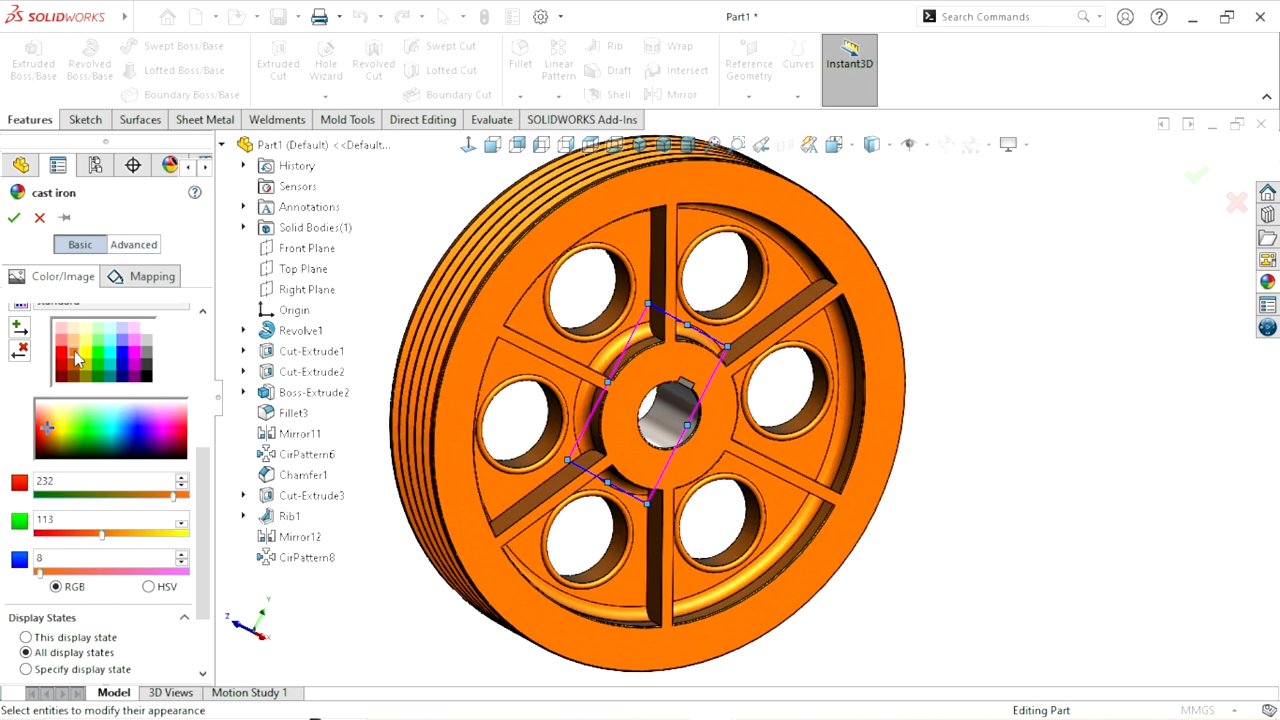 SOLIDWORKS
Part1 *
Search Commands
Extruded Boss/Base
Revolved Boss/Base
Swept Boss/Base
Lofted Boss/Base
Boundary Boss/Base
Extruded Cut
Hole Wizard
Revolved Cut
Swept Cut
Lofted Cut
Boundary Cut
Fillet
Linear Pattern
Rib
Draft
Shell
Wrap
Intersect
Mirror
Reference Geometry
Curves
Instant3D
Features
Sketch
Surfaces
Sheet Metal
Weldments
Mold Tools
Direct Editing
Evaluate
SOLIDWORKS Add-Ins
cast iron
Basic
Advanced
Color/Image
Mapping
standard
232
113
8
RGB
HSV
Display States
This display state
All display states
Specify display state
Part1 (Default) <<Default...
History
Sensors
Annotations
Solid Bodies(1)
Front Plane
Top Plane
Right Plane
Origin
Revolve1
Cut-Extrude1
Cut-Extrude2
Boss-Extrude2
Fillet3
Mirror11
CirPattern6
Chamfer1
Cut-Extrude3
Rib1
Mirror12
CirPattern8
Y
Z
X
Model
3D Views
Motion Study 1
Select entities to modify their appearance
Editing Part
MMGS